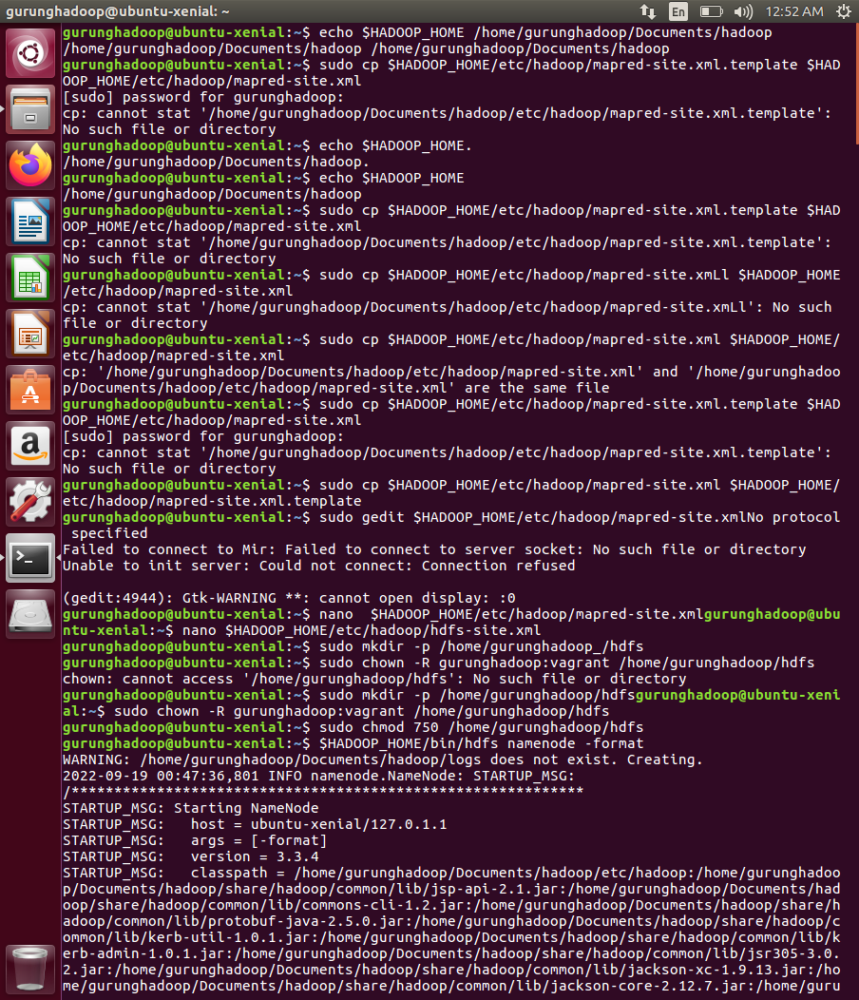 gurunghadoop@ubuntu-xenial: ~
En
12:52 AM
gurunghadoop@ubuntu-xenial:~$ echo $HADOOP_HOME /home/gurunghadoop/Documents/hadoop
/home/gurunghadoop/Documents/hadoop /home/gurunghadoop/Documents/hadoop
gurunghadoop@ubuntu-xenial:~$ sudo cp $HADOOP_HOME/etc/hadoop/mapred-site.xml.template $HAD
OOP_HOME/etc/hadoop/mapred-site.xml
[sudo] password for gurunghadoop:
cp: cannot stat '/home/gurunghadoop/Documents/hadoop/etc/hadoop/mapred-site.xml.template':
No such file or directory
gurunghadoop@ubuntu-xenial:~$ echo $HADOOP_HOME.
/home/gurunghadoop/Documents/hadoop.
gurunghadoop@ubuntu-xenial:~$ echo $HADOOP_HOME
/home/gurunghadoop/Documents/hadoop
gurunghadoop@ubuntu-xenial:~$ sudo cp $HADOOP_HOME/etc/hadoop/mapred-site.xml.template $HAD
OOP_HOME/etc/hadoop/mapred-site.xml
cp: cannot stat '/home/gurunghadoop/Documents/hadoop/etc/hadoop/mapred-site.xml.template':
No such file or directory
gurunghadoop@ubuntu-xenial:~$ sudo cp $HADOOP_HOME/etc/hadoop/mapred-site.xmLl $HADOOP_HOME
/etc/hadoop/mapred-site.xml
cp: cannot stat '/home/gurunghadoop/Documents/hadoop/etc/hadoop/mapred-site.xmLl': No such
file or directory
gurunghadoop@ubuntu-xenial:~$ sudo cp $HADOOP_HOME/etc/hadoop/mapred-site.xml $HADOOP_HOME/
etc/hadoop/mapred-site.xml
cp: '/home/gurunghadoop/Documents/hadoop/etc/hadoop/mapred-site.xml' and '/home/gurunghadoo
p/Documents/hadoop/etc/hadoop/mapred-site.xml' are the same file
gurunghadoop@ubuntu-xenial:~$ sudo cp $HADOOP_HOME/etc/hadoop/mapred-site.xml.template $HAD
OOP_HOME/etc/hadoop/mapred-site.xml
[sudo] password for gurunghadoop:
cp: cannot stat '/home/gurunghadoop/Documents/hadoop/etc/hadoop/mapred-site.xml.template':
No such file or directory
gurunghadoop@ubuntu-xenial:~$ sudo cp $HADOOP_HOME/etc/hadoop/mapred-site.xml $HADOOP_HOME/
etc/hadoop/mapred-site.xml.template
gurunghadoop@ubuntu-xenial:~$ sudo gedit $HADOOP_HOME/etc/hadoop/mapred-site.xmlNo protocol
 specified
Failed to connect to Mir: Failed to connect to server socket: No such file or directory
Unable to init server: Could not connect: Connection refused
(gedit:4944): Gtk-WARNING **: cannot open display: :0
gurunghadoop@ubuntu-xenial:~$ nano  $HADOOP_HOME/etc/hadoop/mapred-site.xmlgurunghadoop@ubu
ntu-xenial:~$ nano $HADOOP_HOME/etc/hadoop/hdfs-site.xml
gurunghadoop@ubuntu-xenial:~$ sudo mkdir -p /home/gurunghadoop_/hdfs
gurunghadoop@ubuntu-xenial:~$ sudo chown -R gurunghadoop:vagrant /home/gurunghadoop/hdfs
chown: cannot access '/home/gurunghadoop/hdfs': No such file or directory
gurunghadoop@ubuntu-xenial:~$ sudo mkdir -p /home/gurunghadoop/hdfsgurunghadoop@ubuntu-xeni
al:~$ sudo chown -R gurunghadoop:vagrant /home/gurunghadoop/hdfs
gurunghadoop@ubuntu-xenial:~$ sudo chmod 750 /home/gurunghadoop/hdfs
gurunghadoop@ubuntu-xenial:~$ $HADOOP_HOME/bin/hdfs namenode -format
WARNING: /home/gurunghadoop/Documents/hadoop/logs does not exist. Creating.
2022-09-19 00:47:36,801 INFO namenode.NameNode: STARTUP_MSG:
/************************************************************
STARTUP_MSG: Starting NameNode
STARTUP_MSG:   host = ubuntu-xenial/127.0.1.1
STARTUP_MSG:   args = [-format]
STARTUP_MSG:   version = 3.3.4
STARTUP_MSG:   classpath = /home/gurunghadoop/Documents/hadoop/etc/hadoop:/home/gurunghadoo
p/Documents/hadoop/share/hadoop/common/lib/jsp-api-2.1.jar:/home/gurunghadoop/Documents/had
oop/share/hadoop/common/lib/commons-cli-1.2.jar:/home/gurunghadoop/Documents/hadoop/share/h
adoop/common/lib/protobuf-java-2.5.0.jar:/home/gurunghadoop/Documents/hadoop/share/hadoop/c
ommon/lib/kerb-util-1.0.1.jar:/home/gurunghadoop/Documents/hadoop/share/hadoop/common/lib/k
erb-admin-1.0.1.jar:/home/gurunghadoop/Documents/hadoop/share/hadoop/common/lib/jsr305-3.0.
2.jar:/home/gurunghadoop/Documents/hadoop/share/hadoop/common/lib/jackson-xc-1.9.13.jar:/ho
me/gurunghadoop/Documents/hadoop/share/hadoop/common/lib/jackson-core-2.12.7.jar:/home/guru